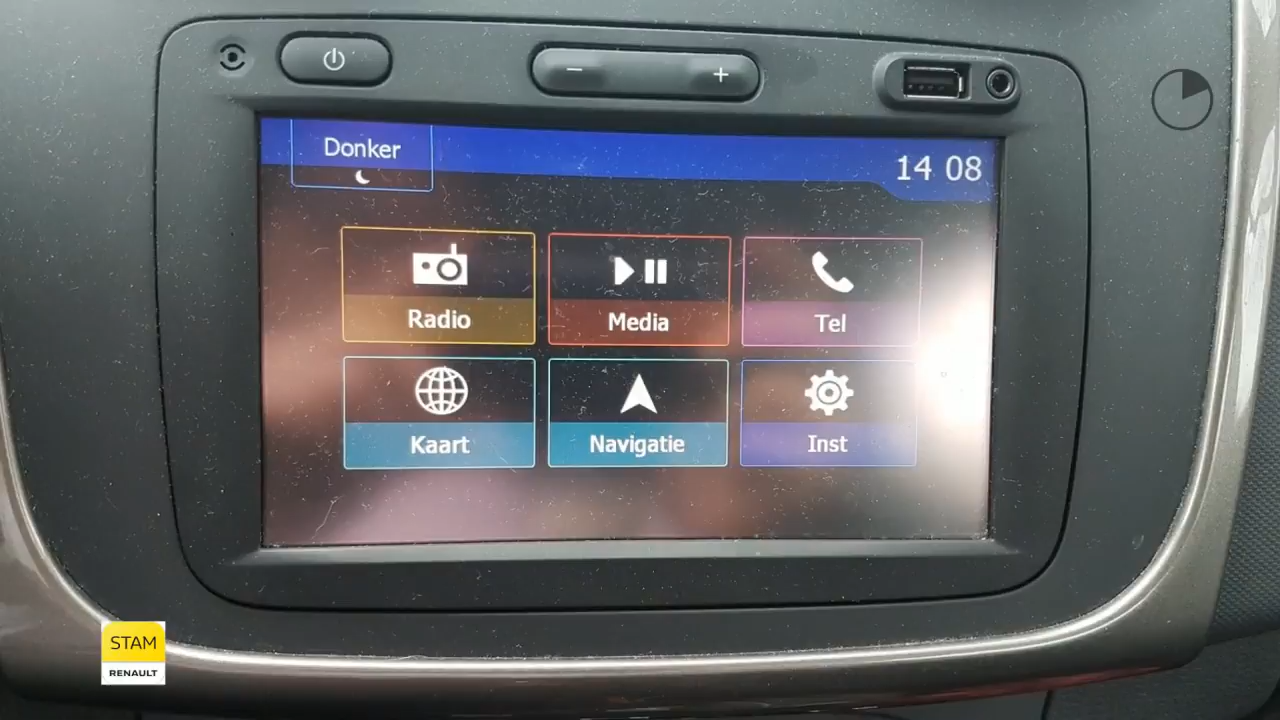 Donker
14 08
Radio
Media
Tel
Kaart
Navigatie
Inst
STAM
RENAULT